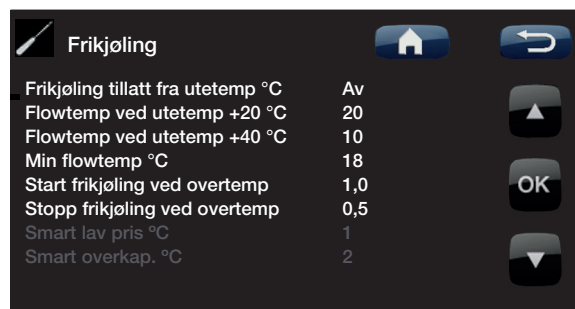 Frikjøling
Frikjøling tillatt fra utetemp °C Av
Flowtemp ved utetemp +20 °C 20
Flowtemp ved utetemp +40 °C 10
Min flowtemp °C 18
Start frikjøling ved overtemp 1,0
Stopp frikjøling ved overtemp 0,5
Smart lav pris ºC 1
Smart overkap. ºC 2
OK